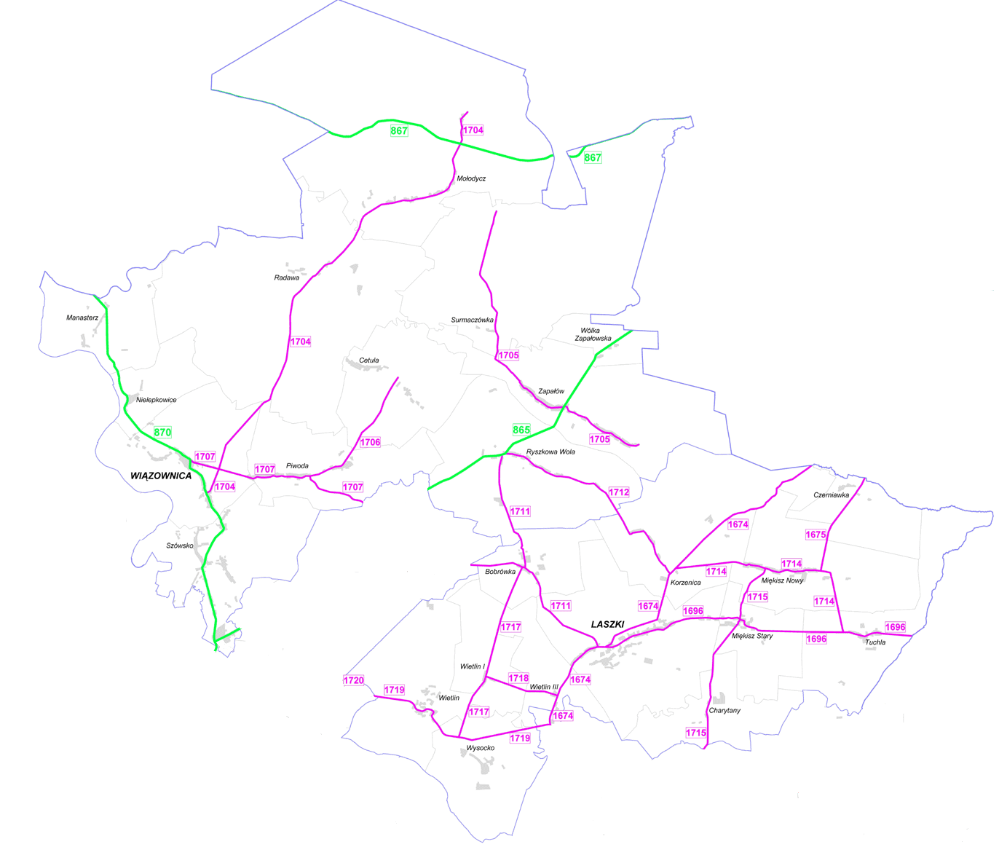 867
1704
867
Mołodycz
Radawa
Manasterz
Surmaczówka
Wólka
Zapałowska
1704
1705
Cetula
Zapałów
Nielepkowice
870
865
1706
1705
1707
Ryszkowa Wola
1707
Piwoda
WIĄZOWNICA
1704
1707
1712
Czerniawka
1711
1674
1675
Szówsko
1714
1714
Bobrówka
Korzenica
Miękisz Nowy
1715
1714
1711
1674
1696
LASZKI
1717
1696
Miękisz Stary
1696
Tuchla
Wietlin I
1720
1719
1718
Wietlin III
1674
Wietlin
1717
1674
Charytany
1715
1719
Wysocko